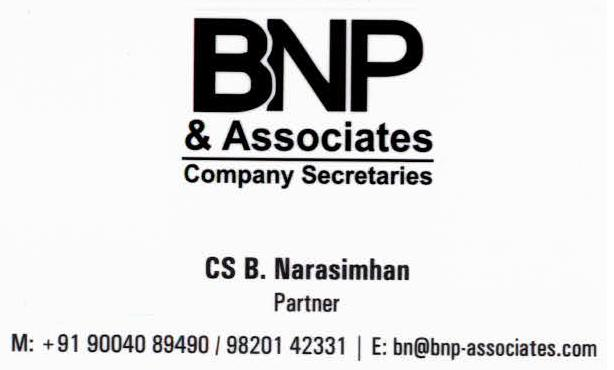 BNP
& Associates
Company Secretaries
CS B. Narasimhan
Partner
M: +91 90040 89490 / 98201 42331 | E: bn@bnp-associates.com